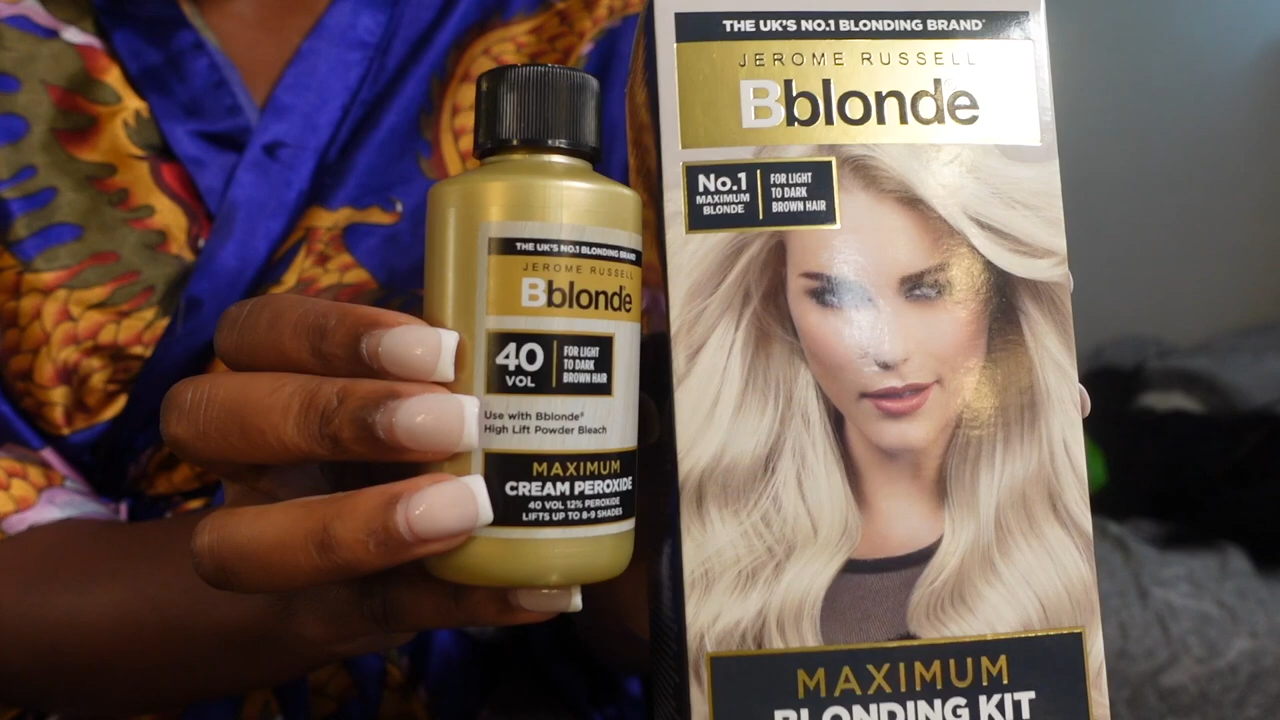 THE UK'S NO.1 BLONDING BRAND
JEROME RUSSELL
Bblonde
40
VOL
FOR LIGHT
TO DARK
BROWN HAIR
Use with Bblonde®
High Lift Powder Bleach
MAXIMUM
CREAM PEROXIDE
40 VOL 12% PEROXIDE
LIFTS UP TO 8-9 SHADES
THE UK'S NO.1 BLONDING BRAND*
JEROME RUSSELL
Bblonde
No.1
MAXIMUM
BLONDE
FOR LIGHT
TO DARK
BROWN HAIR
MAXIMUM
BLONDING KIT